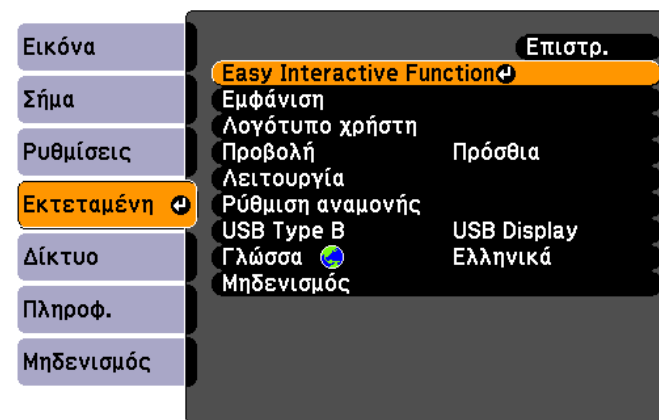 Εικόνα
Σήμα
Ρυθμίσεις
Εκτεταμένη
Δίκτυο
Πληροφ.
Μηδενισμός
Επιστρ.
Easy Interactive Function
Εμφάνιση
Λογότυπο χρήστη
Προβολή Πρόσθια
Λειτουργία
Ρύθμιση αναμονής
USB Type B USB Display
Γλώσσα Ελληνικά
Μηδενισμός